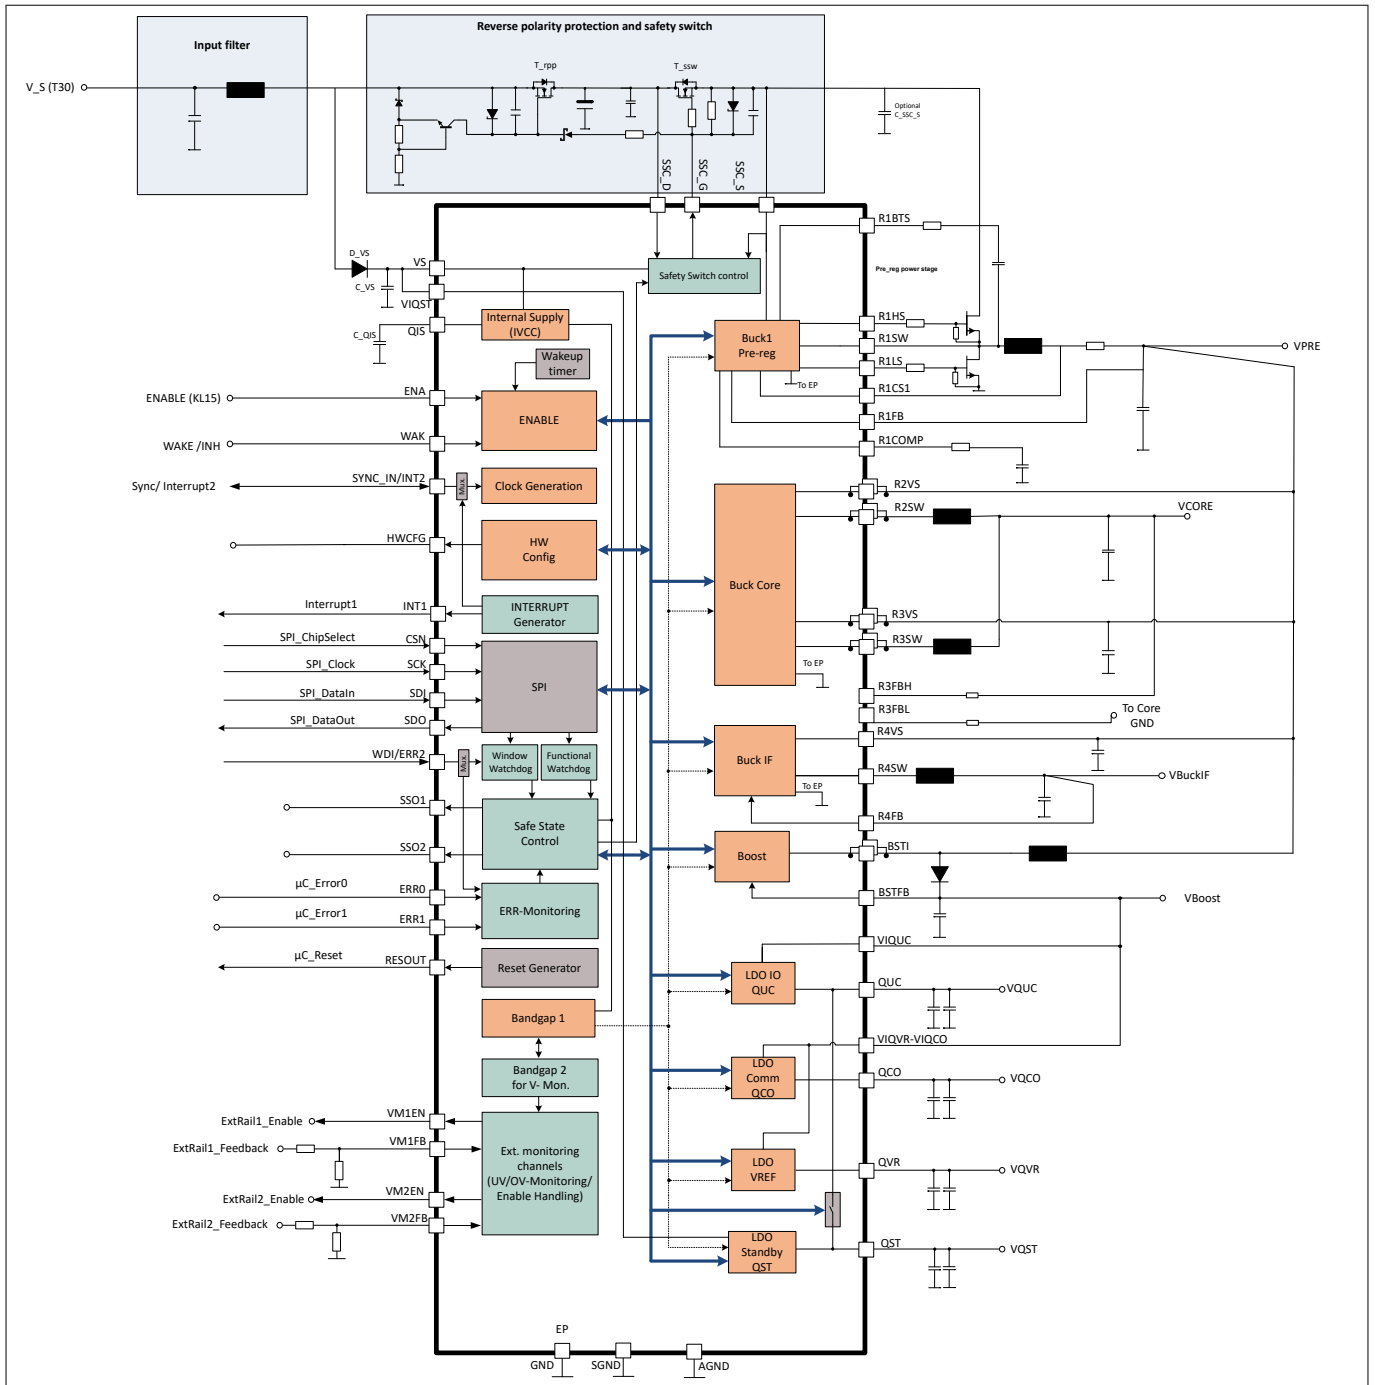 Reverse polarity protection and safety switch
Input filter
T_rpp
T_ssw
V_S (T30)
Optional
C_SSC_S
SSC_D
SSC_G
SSC_S
R1BTS
D_VS
VS
C_VS
Safety Switch control
Pre_reg power stage
VIQST
Internal Supply
(IVCC)
C_QIS
QIS
R1HS
Buck1
Pre-reg
R1SW
VPRE
Wakeup
timer
R1LS
To EP
R1CS1
ENABLE (KL15)
ENA
ENABLE
R1FB
WAKE /INH
WAK
R1COMP
Sync/ Interrupt2
SYNC_IN/INT2
Mux.
Clock Generation
R2VS
R2SW
VCORE
HWCFG
HW
Config
Buck Core
Interrupt1
INT1
INTERRUPT
Generator
R3VS
SPI_ChipSelect
CSN
R3SW
SPI_Clock
SCK
To EP
SPI
SPI_DataIn
SDI
R3FBH
SPI_DataOut
SDO
R3FBL
To Core
GND
R4VS
WDI/ERR2
Mux.
Window
Watchdog
Functional
Watchdog
Buck IF
R4SW
VBuckIF
To EP
SSO1
R4FB
Safe State
Control
SSO2
Boost
BSTI
µC_Error0
ERR0
BSTFB
VBoost
µC_Error1
ERR1
ERR-Monitoring
VIQUC
µC_Reset
RESOUT
Reset Generator
LDO IO
QUC
QUC
VQUC
Bandgap 1
VIQVR-VIQCO
Bandgap 2
for V- Mon.
LDO
Comm
QCO
QCO
VQCO
ExtRail1_Enable
VM1EN
ExtRail1_Feedback
VM1FB
Ext. monitoring
channels
(UV/OV-Monitoring/
Enable Handling)
LDO
VREF
QVR
VQVR
ExtRail2_Enable
VM2EN
ExtRail2_Feedback
VM2FB
LDO
Standby
QST
QST
VQST
EP
GND
SGND
AGND